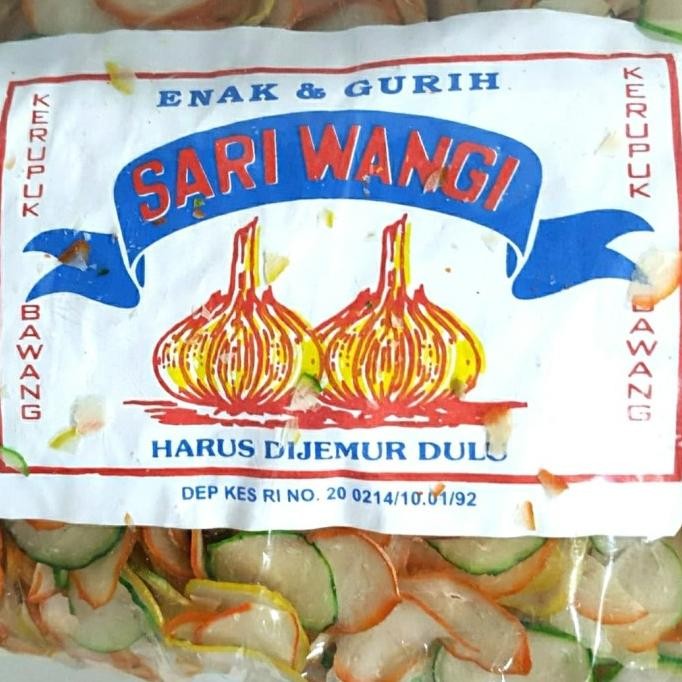 ENAK & GURIH
SARI WANGI
KERUPUK BAWANG
KERUPUK BAWANG
HARUS DIJEMUR DULU
DEP KES RI NO. 20 0214/10.01/92